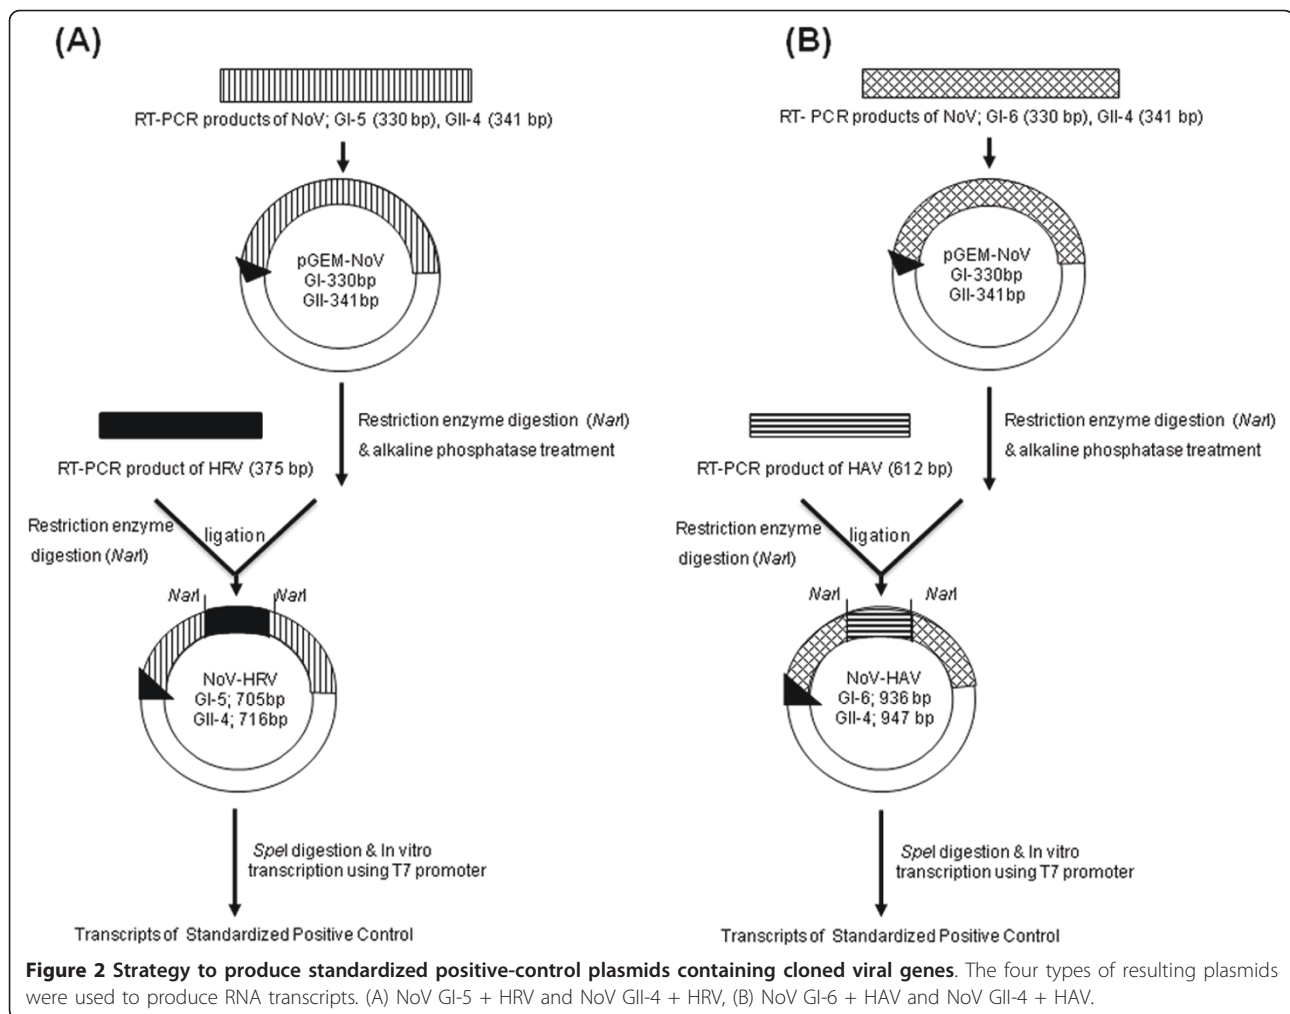 (A)
RT-PCR products of NoV; GI-5 (330 bp), GII-4 (341 bp)
pGEM-NoV
GI-330bp
GII-341bp
Restriction enzyme digestion (NarI)
& alkaline phosphatase treatment
RT-PCR product of HRV (375 bp)
Restriction enzyme
digestion (NarI)
ligation
NarI
NarI
NoV-HRV
GI-5; 705bp
GII-4; 716bp
SpeI digestion & In vitro
transcription using T7 promoter
Transcripts of Standardized Positive Control
(B)
RT- PCR products of NoV; GI-6 (330 bp), GII-4 (341 bp)
pGEM-NoV
GI-330bp
GII-341bp
Restriction enzyme digestion (NarI)
& alkaline phosphatase treatment
RT-PCR product of HAV (612 bp)
Restriction enzyme
digestion (NarI)
ligation
NarI
NarI
NoV-HAV
GI-6; 936 bp
GII-4; 947 bp
SpeI digestion & In vitro
transcription using T7 promoter
Transcripts of Standardized Positive Control
Figure 2 Strategy to produce standardized positive-control plasmids containing cloned viral genes. The four types of resulting plasmids
were used to produce RNA transcripts. (A) NoV GI-5 + HRV and NoV GII-4 + HRV, (B) NoV GI-6 + HAV and NoV GII-4 + HAV.